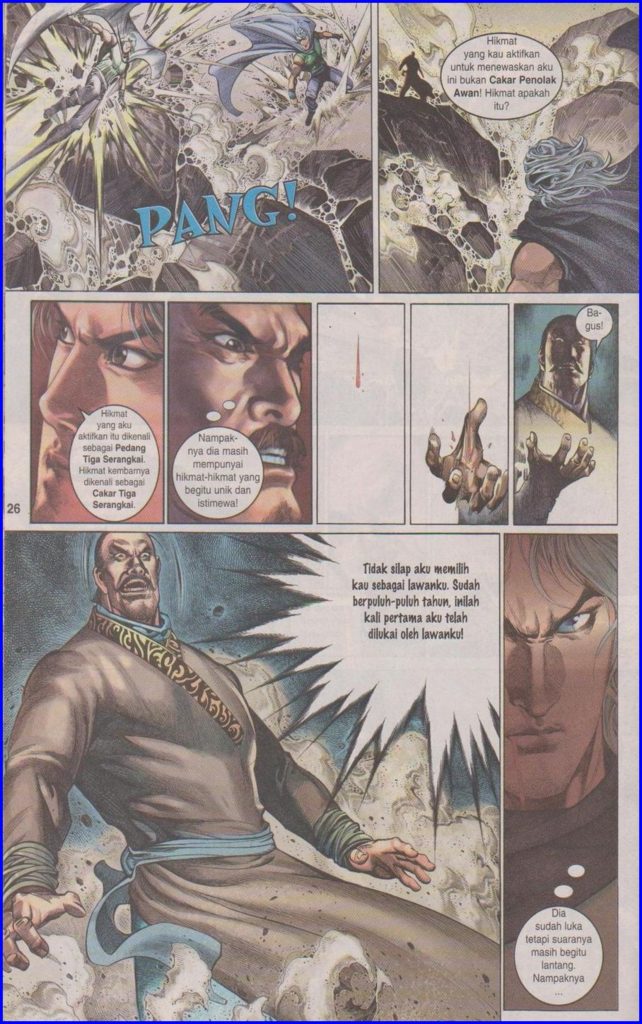 PANG!
Hikmat
yang kau aktifkan
untuk menewaskan aku
ini bukan Cakar Penolak
Awan! Hikmat apakah
itu?
Hikmat
yang aku
aktifkan itu dikenali
sebagai Pedang
Tiga Serangkai.
Hikmat kembarnya
dikenali sebagai
Cakar Tiga
Serangkai.
Nampak-
nya dia masih
mempunyai
hikmat-hikmat yang
begitu unik dan
istimewa!
Ba-
gus!
26
Tidak silap aku memilih
kau sebagai lawanku. Sudah
berpuluh-puluh tahun, inilah
kali pertama aku telah
dilukai oleh lawanku!
...
Dia
sudah luka
tetapi suaranya
masih begitu
lantang.
Nampaknya
...